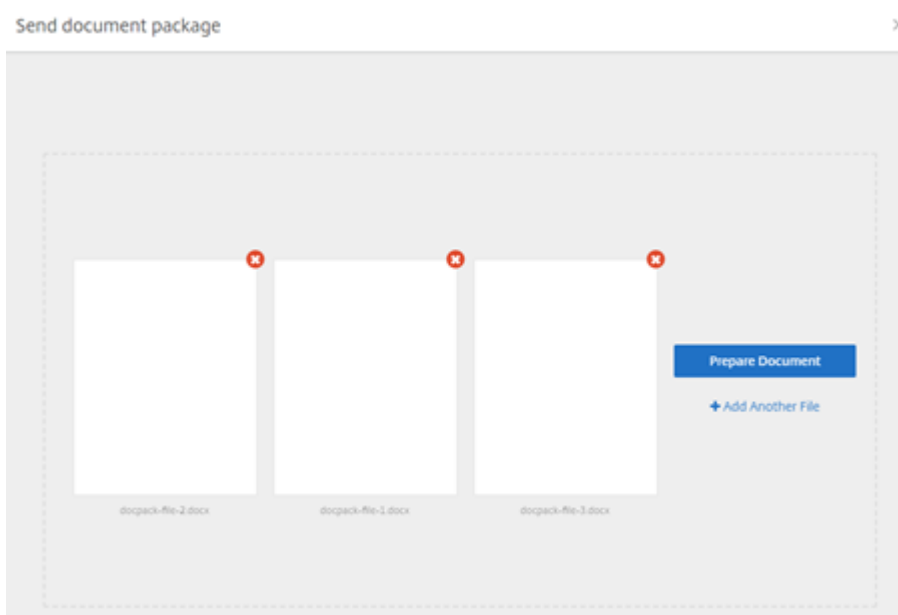 Send document package
Prepare Document
Add Another File
docpack-file-2.docx
docpack-file-1.docx
docpack-file-3.docx